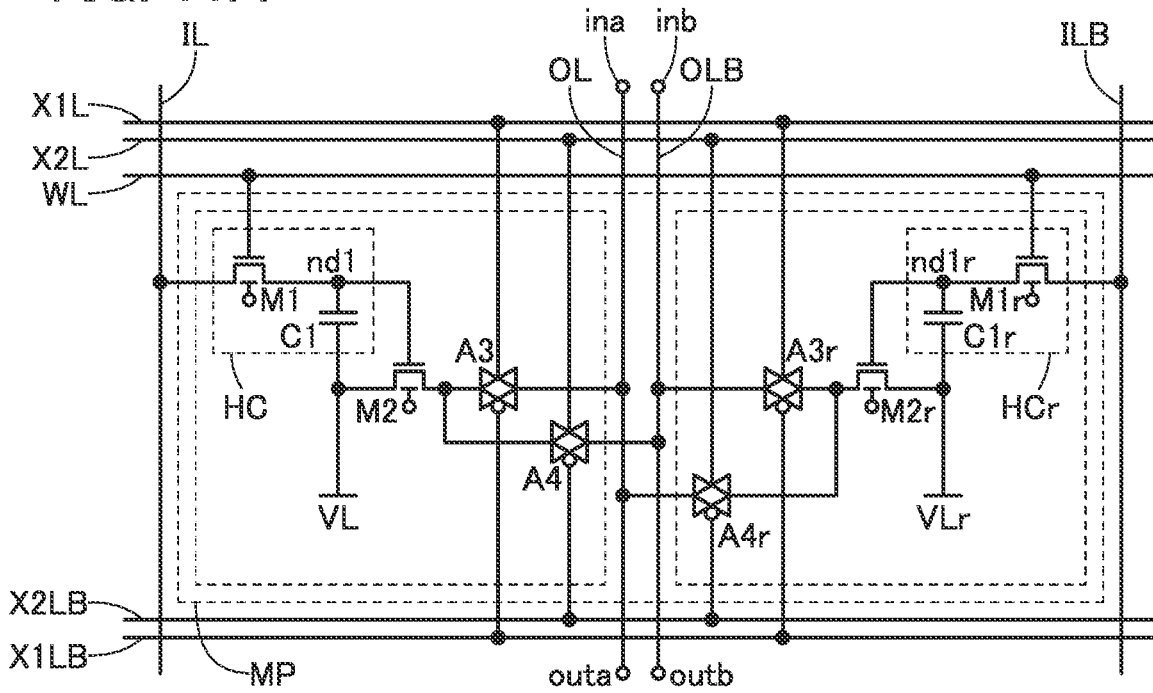 IL
ina
inb
ILB
OL
OLB
X1L
X2L
WL
nd1
nd1r
M1
M1r
C1
C1r
A3
A3r
HC
M2
M2r
HCr
A4
VL
A4r
VLr
X2LB
X1LB
MP
outa
outb